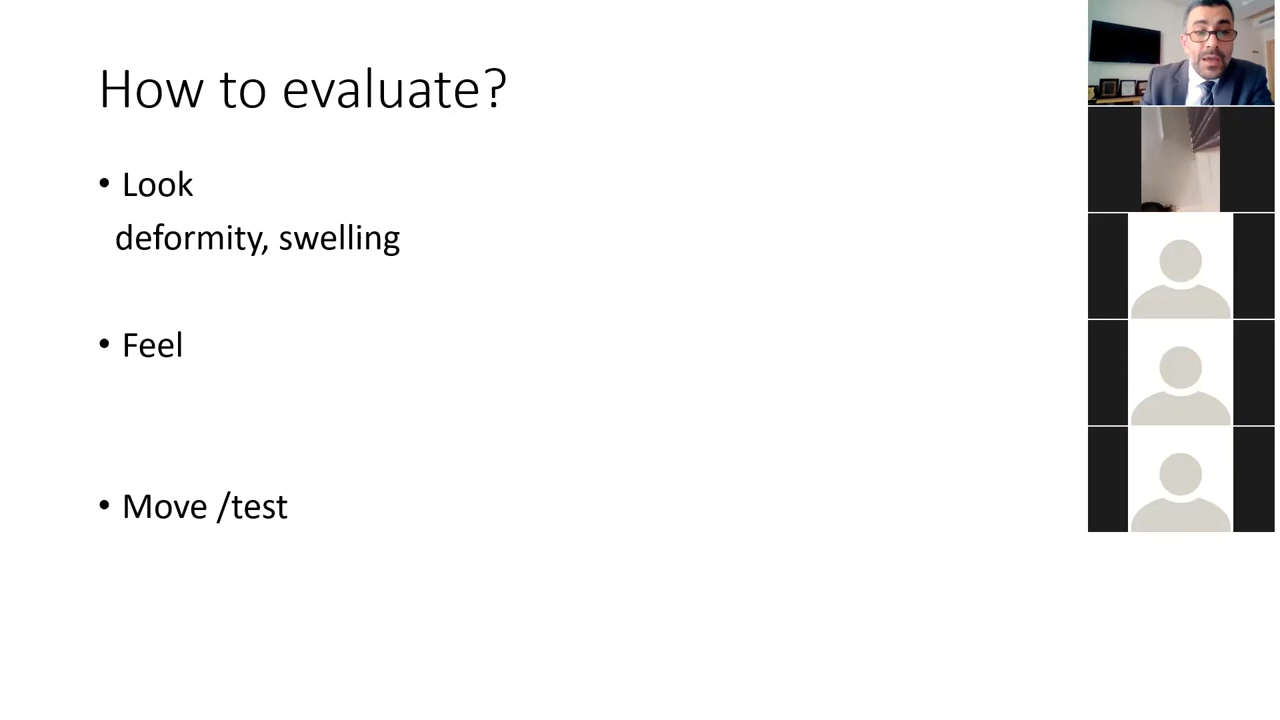 How to evaluate?
• Look
deformity, swelling
• Feel
• Move /test